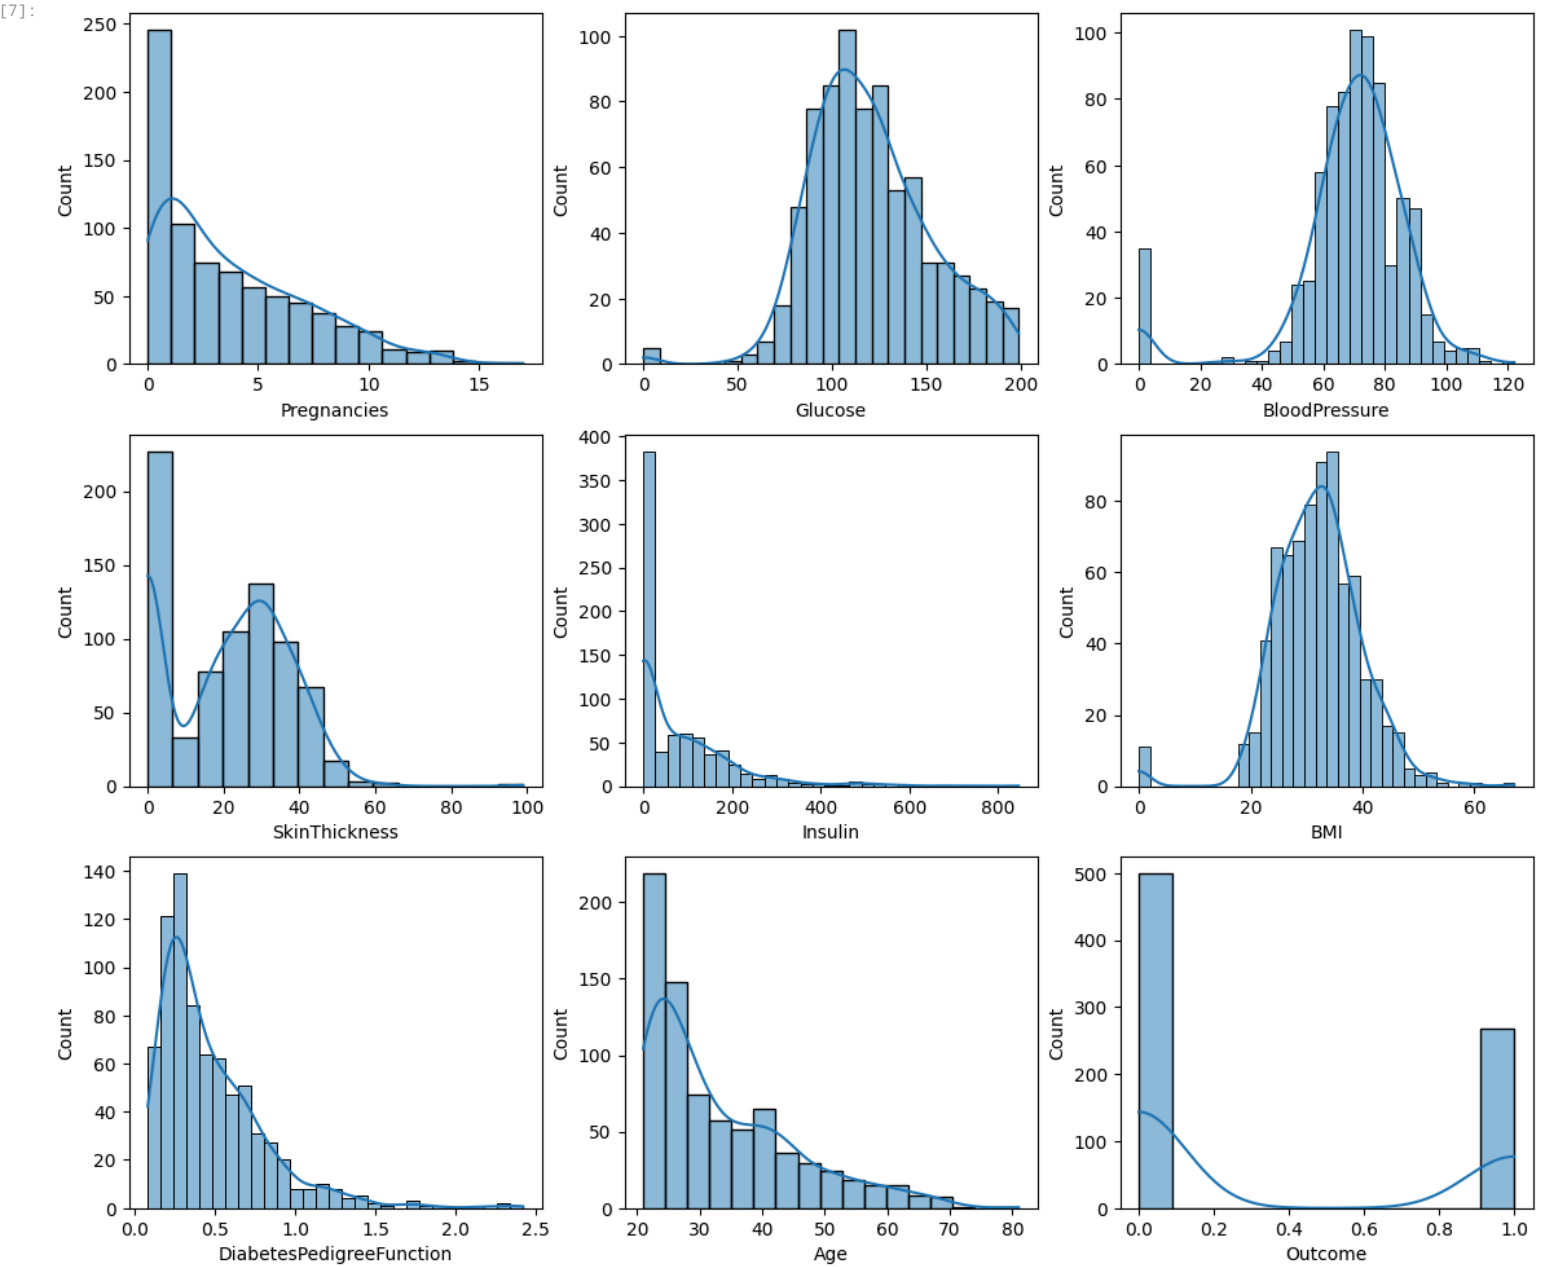 [7]:
250
200
150
100
50
0
Count
0 5 10 15
Pregnancies
100
80
60
40
20
0
Count
0 50 100 150 200
Glucose
100
80
60
40
20
0
Count
0 20 40 60 80 100 120
BloodPressure
200
150
100
50
0
Count
0 20 40 60 80 100
SkinThickness
400
350
300
250
200
150
100
50
0
Count
0 200 400 600 800
Insulin
80
60
40
20
0
Count
0 20 40 60
BMI
140
120
100
80
60
40
20
0
Count
0.0 0.5 1.0 1.5 2.0 2.5
DiabetesPedigreeFunction
200
150
100
50
0
Count
20 30 40 50 60 70 80
Age
500
400
300
200
100
0
Count
0.0 0.2 0.4 0.6 0.8 1.0
Outcome